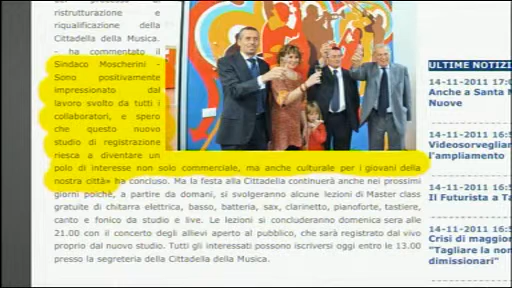 ristrutturazione e
riqualificazione della
Cittadella della Musica.
- ha commentato il
Sindaco Moscherini -
Sono positivamente
impressionato dal
lavoro svolto da tutti i
collaboratori, e spero
che questo nuovo
studio di registrazione
riesca a diventare un
polo di interesse non solo commerciale, ma anche culturale per i giovani della
nostra città» ha concluso. Ma la festa alla Cittadella continuerà anche nei prossimi
giorni poiché, a partire da domani, si svolgeranno alcune lezioni di Master class
gratuite di chitarra elettrica, basso, batteria, sax, clarinetto, pianoforte, tastiere,
canto e fonico da studio e live. Le lezioni si concluderanno domenica sera alle
21.00 con il concerto degli allievi aperto al pubblico, che sarà registrato dal vivo
proprio dal nuovo studio. Tutti gli interessati possono iscriversi oggi entro le 13.00
presso la segreteria della Cittadella della Musica.
ULTIME NOTIZI
14-11-2011 17:0
Anche a Santa M
Nuove
14-11-2011 16:5
Videosorveglian
l'ampliamento
14-11-2011 16:5
Il Futurista a Ta
14-11-2011 16:5
Crisi di maggior
"Tagliare la non
dimissionari"